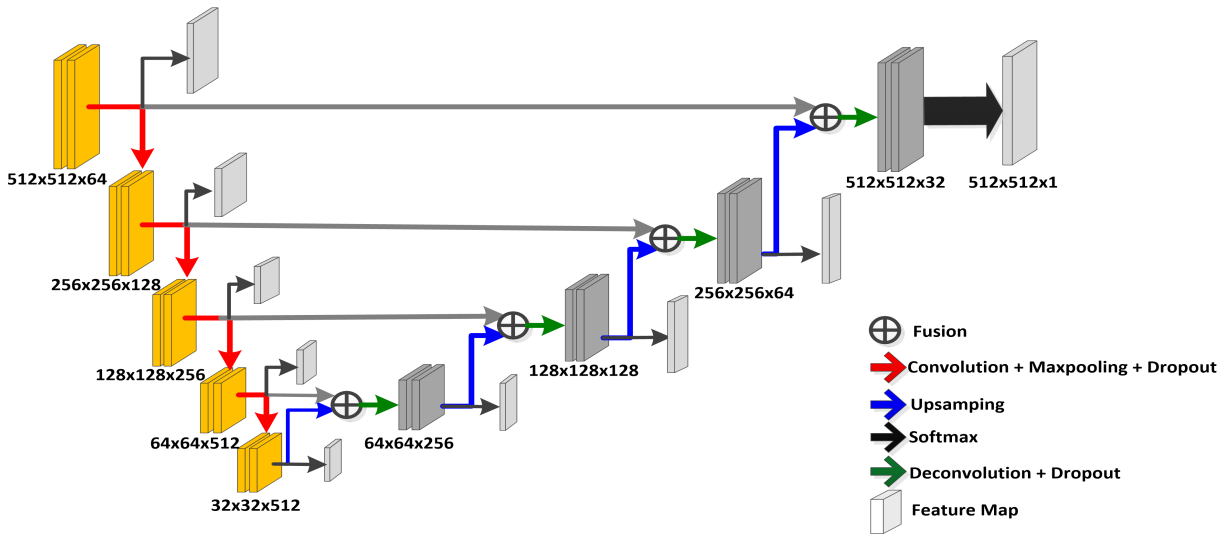 512x512x64
512x512x32
512x512x1
256x256x128
256x256x64
128x128x256
128x128x128
64x64x512
64x64x256
32x32x512
Fusion
Convolution + Maxpooling + Dropout
Upsamping
Softmax
Deconvolution + Dropout
Feature Map